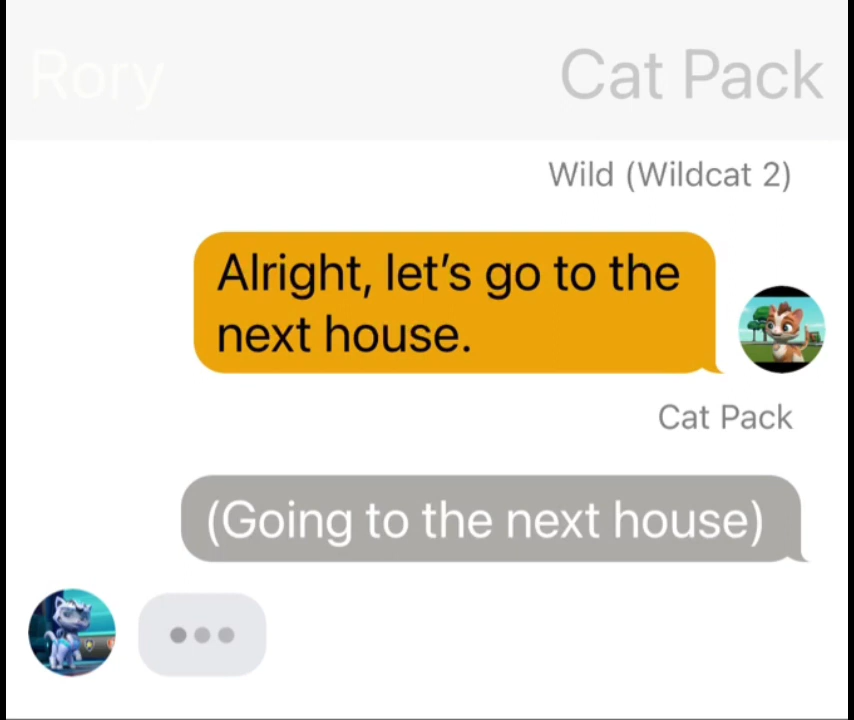 Rory
Cat Pack
Wild (Wildcat 2)
Alright, let’s go to the
next house.
Cat Pack
(Going to the next house)